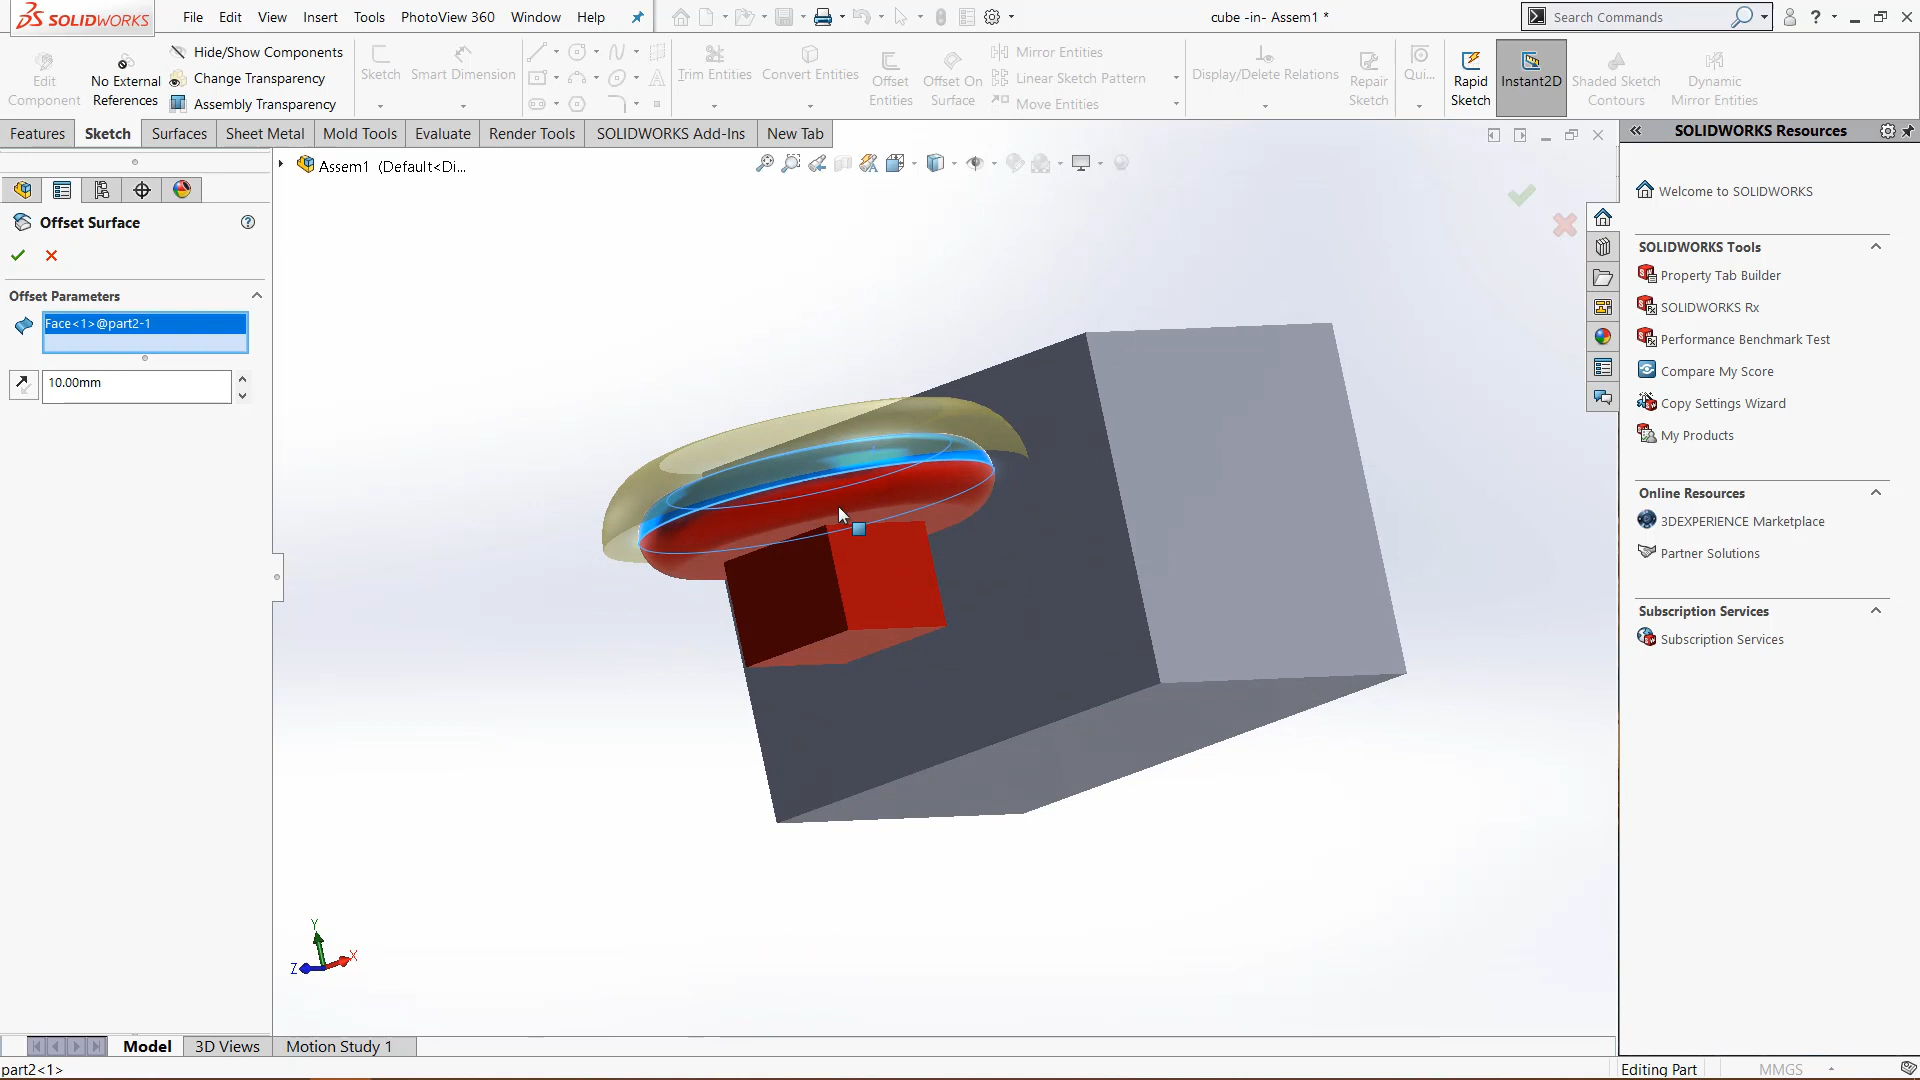 SOLIDWORKS
File Edit View Insert Tools PhotoView 360 Window Help
cube -in- Assem1 *
Search Commands
Edit Component
No External References
Hide/Show Components
Change Transparency
Assembly Transparency
Sketch
Smart Dimension
Trim Entities
Convert Entities
Offset Entities
Offset On Surface
Mirror Entities
Linear Sketch Pattern
Move Entities
Display/Delete Relations
Repair Sketch
Qui...
Rapid Sketch
Instant2D
Shaded Sketch Contours
Dynamic Mirror Entities
Features Sketch Surfaces Sheet Metal Mold Tools Evaluate Render Tools SOLIDWORKS Add-Ins New Tab
Assem1 (Default<Di...
Offset Surface
Offset Parameters
Face<1>@part2-1
10.00mm
Y
X
Z
SOLIDWORKS Resources
Welcome to SOLIDWORKS
SOLIDWORKS Tools
Property Tab Builder
SOLIDWORKS Rx
Performance Benchmark Test
Compare My Score
Copy Settings Wizard
My Products
Online Resources
3DEXPERIENCE Marketplace
Partner Solutions
Subscription Services
Subscription Services
Model 3D Views Motion Study 1
part2<1>
Editing Part
MMGS